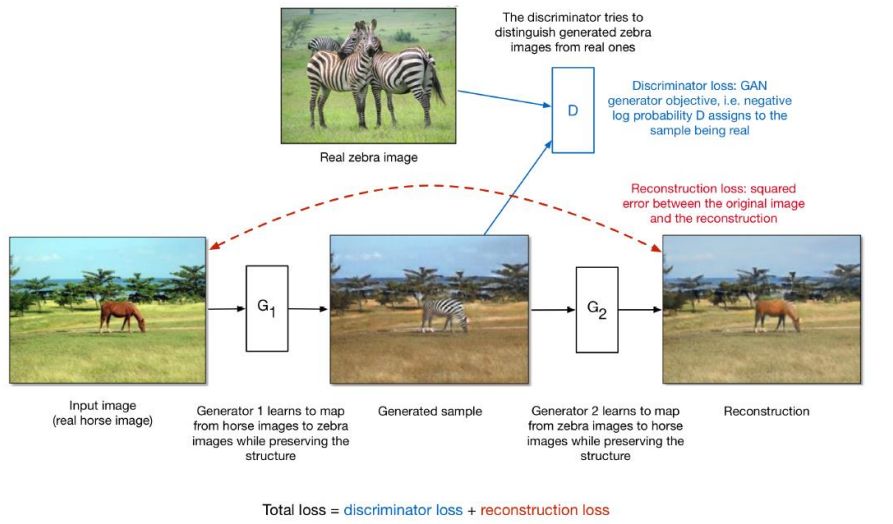 The discriminator tries to
distinguish generated zebra
images from real ones
D
Discriminator loss: GAN
generator objective, i.e. negative
log probability D assigns to the
sample being real
Real zebra image
Reconstruction loss: squared
error between the original image
and the reconstruction
G1
G2
Input image
(real horse image)
Generator 1 learns to map
from horse images to zebra
images while preserving the
structure
Generated sample
Generator 2 learns to map
from zebra images to horse
images while preserving the
structure
Reconstruction
Total loss = discriminator loss + reconstruction loss